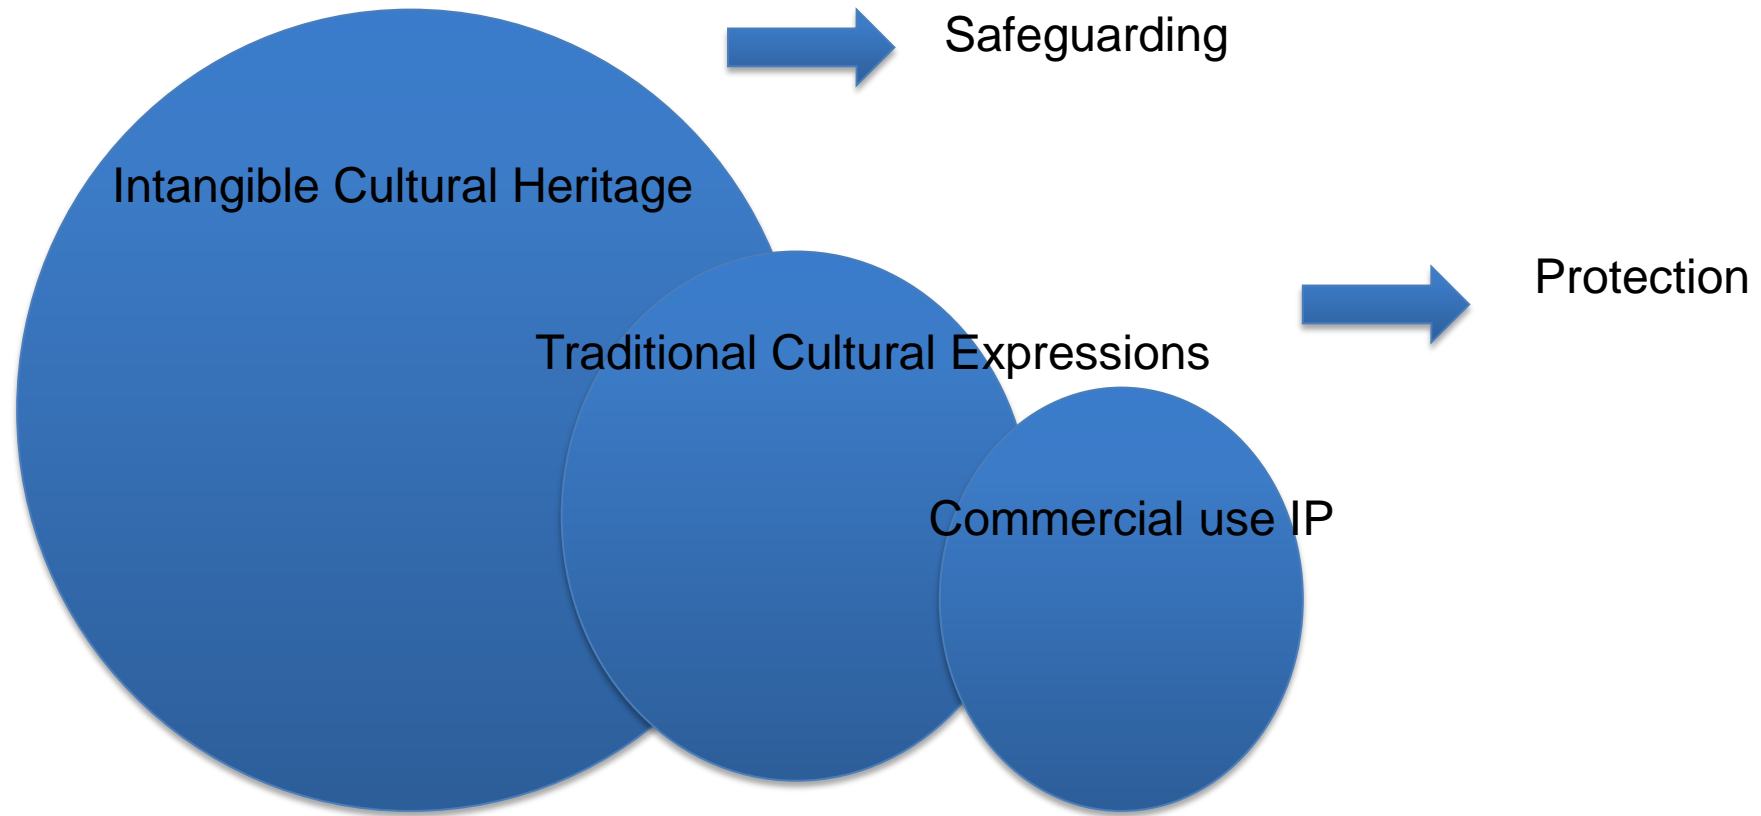 Safeguarding
Intangible Cultural Heritage
Protection
Traditional Cultural Expressions
Commercial use IP